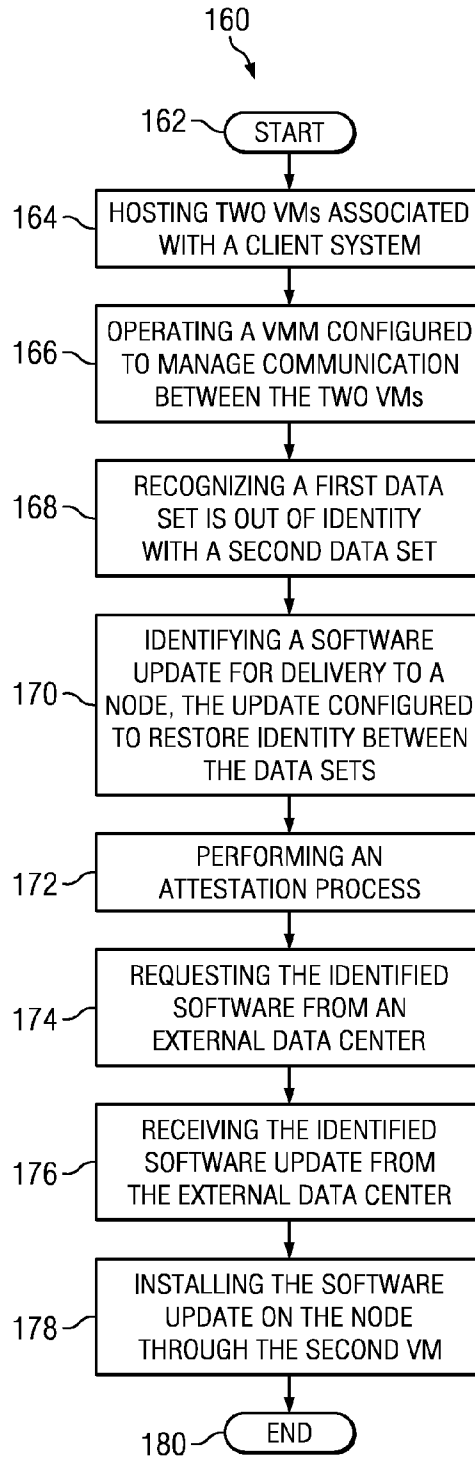 160
162
START
164
HOSTING TWO VMs ASSOCIATED
WITH A CLIENT SYSTEM
166
OPERATING A VMM CONFIGURED
TO MANAGE COMMUNICATION
BETWEEN THE TWO VMs
168
RECOGNIZING A FIRST DATA
SET IS OUT OF IDENTITY
WITH A SECOND DATA SET
170
IDENTIFYING A SOFTWARE
UPDATE FOR DELIVERY TO A
NODE, THE UPDATE CONFIGURED
TO RESTORE IDENTITY BETWEEN
THE DATA SETS
172
PERFORMING AN
ATTESTATION PROCESS
174
REQUESTING THE IDENTIFIED
SOFTWARE FROM AN
EXTERNAL DATA CENTER
176
RECEIVING THE IDENTIFIED
SOFTWARE UPDATE FROM
THE EXTERNAL DATA CENTER
178
INSTALLING THE SOFTWARE
UPDATE ON THE NODE
THROUGH THE SECOND VM
180
END